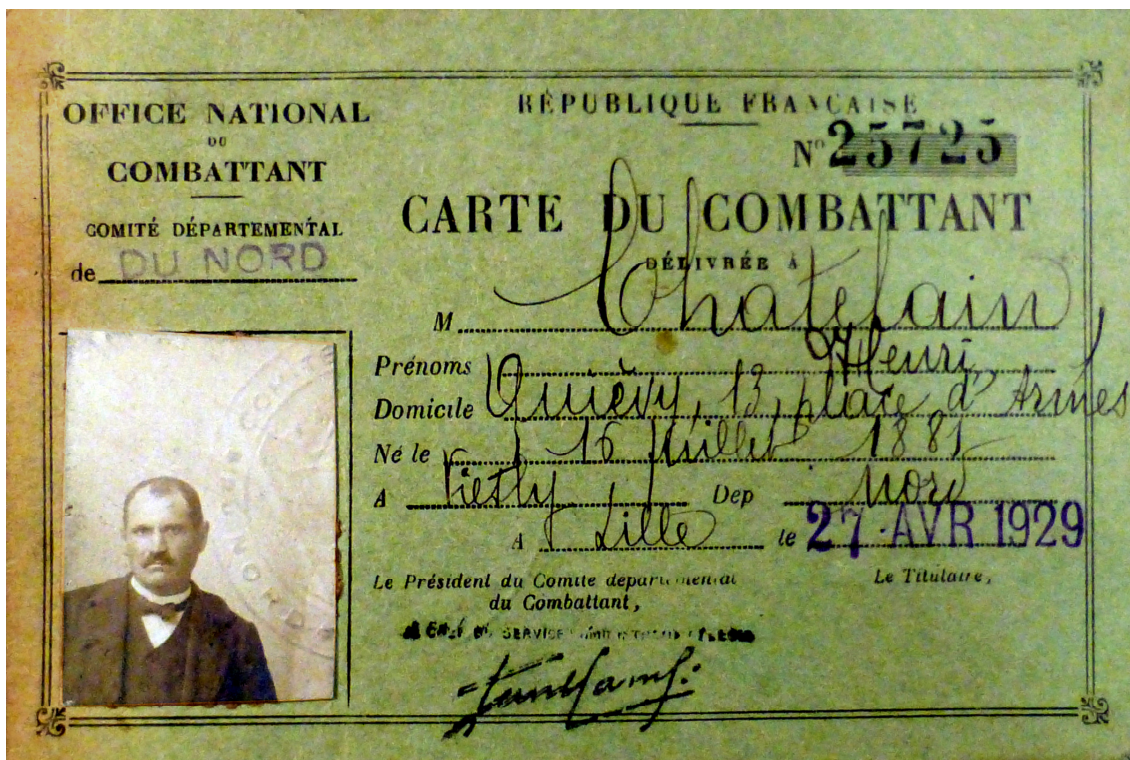 OFFICE NATIONAL
DU
COMBATTANT
COMITÉ DÉPARTEMENTAL
de DU NORD
RÉPUBLIQUE FRANÇAISE
N° 25725
CARTE DU COMBATTANT
DÉLIVRÉE A
M Chatelain
Prénoms Henri
Domicile Quiévy, 13, place d'Armes
Né le 16 Juillet 1881
A Viesly Dep Nord
A Lille le 27 AVR 1929
Le Président du Comité départemental
du Combattant,
Le Titulaire,